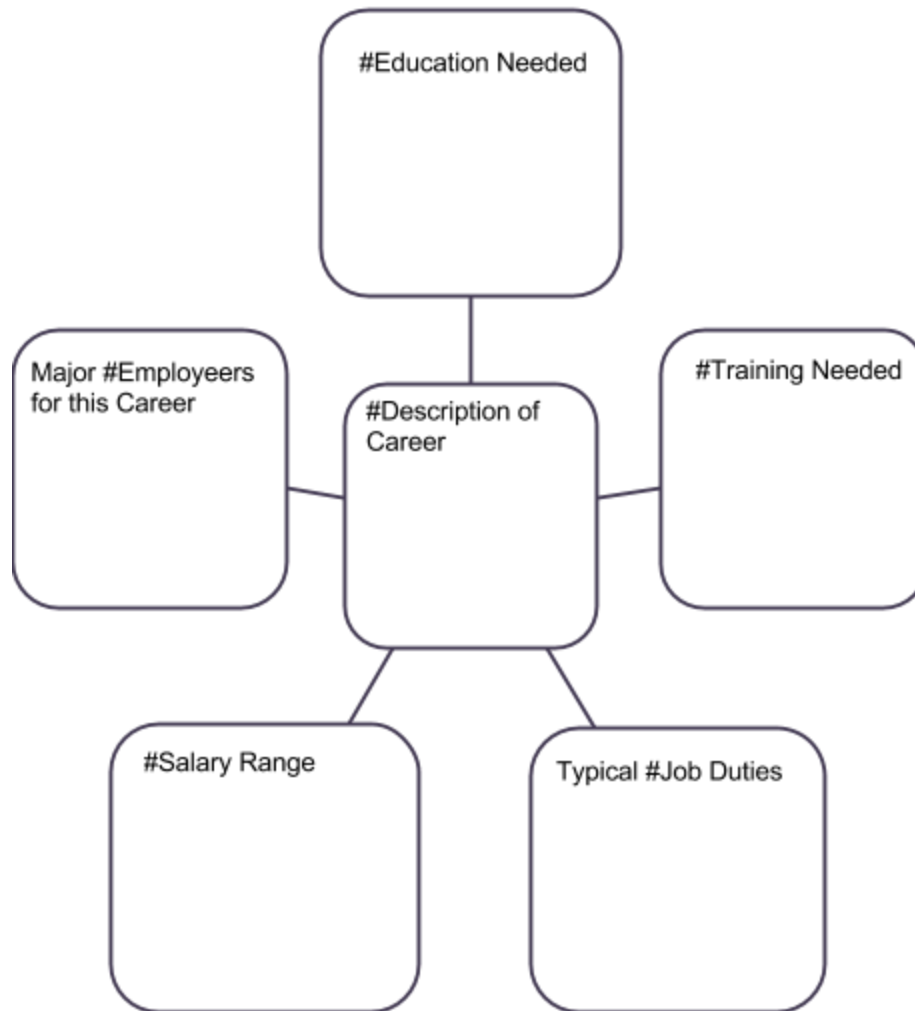 #Education Needed
Major #Employeers
for this Career
#Description of
Career
#Training Needed
#Salary Range
Typical #Job Duties